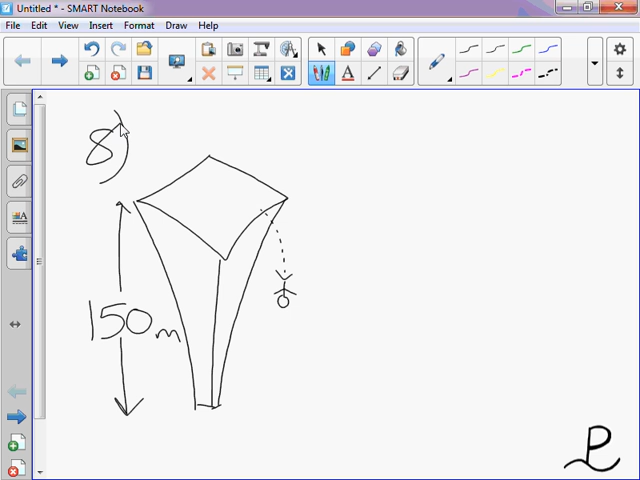 Untitled * - SMART Notebook
File Edit View Insert Format Draw Help
8)
150m